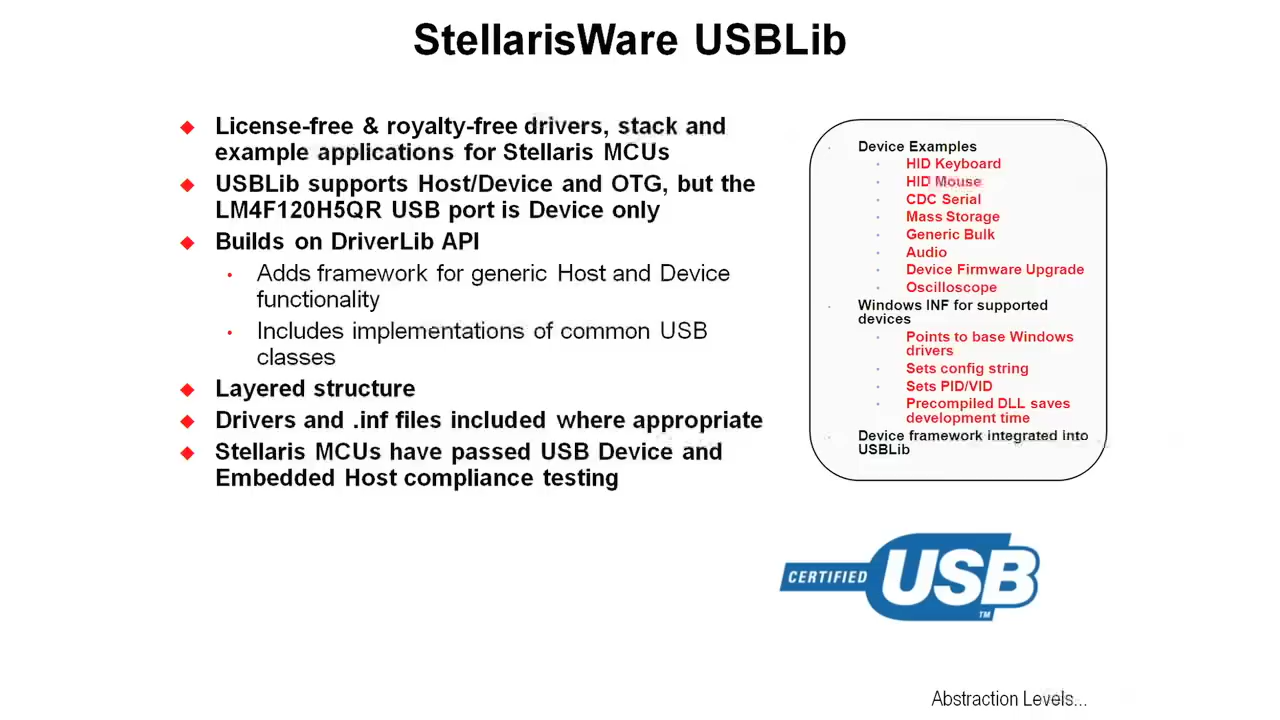 StellarisWare USBLib
License-free & royalty-free drivers, stack and
example applications for Stellaris MCUs
USBLib supports Host/Device and OTG, but the
LM4F120H5QR USB port is Device only
Builds on DriverLib API
Adds framework for generic Host and Device
functionality
Includes implementations of common USB
classes
Layered structure
Drivers and .inf files included where appropriate
Stellaris MCUs have passed USB Device and
Embedded Host compliance testing
Device Examples
HID Keyboard
HID Mouse
CDC Serial
Mass Storage
Generic Bulk
Audio
Device Firmware Upgrade
Oscilloscope
Windows INF for supported
devices
Points to base Windows
drivers
Sets config string
Sets PID/VID
Precompiled DLL saves
development time
Device framework integrated into
USBLib
CERTIFIED USB TM
Abstraction Levels...